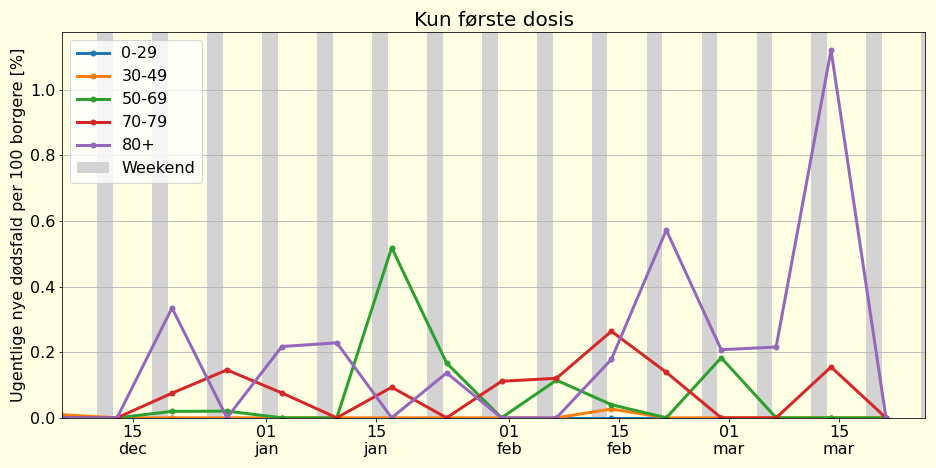 Kun første dosis
Ugentlige nye dødsfald per 100 borgere [%]
0-29
30-49
50-69
70-79
80+
Weekend
1.0
0.8
0.6
0.4
0.2
0.0
15 01 15 01 15 01 15
dec jan jan feb feb mar mar